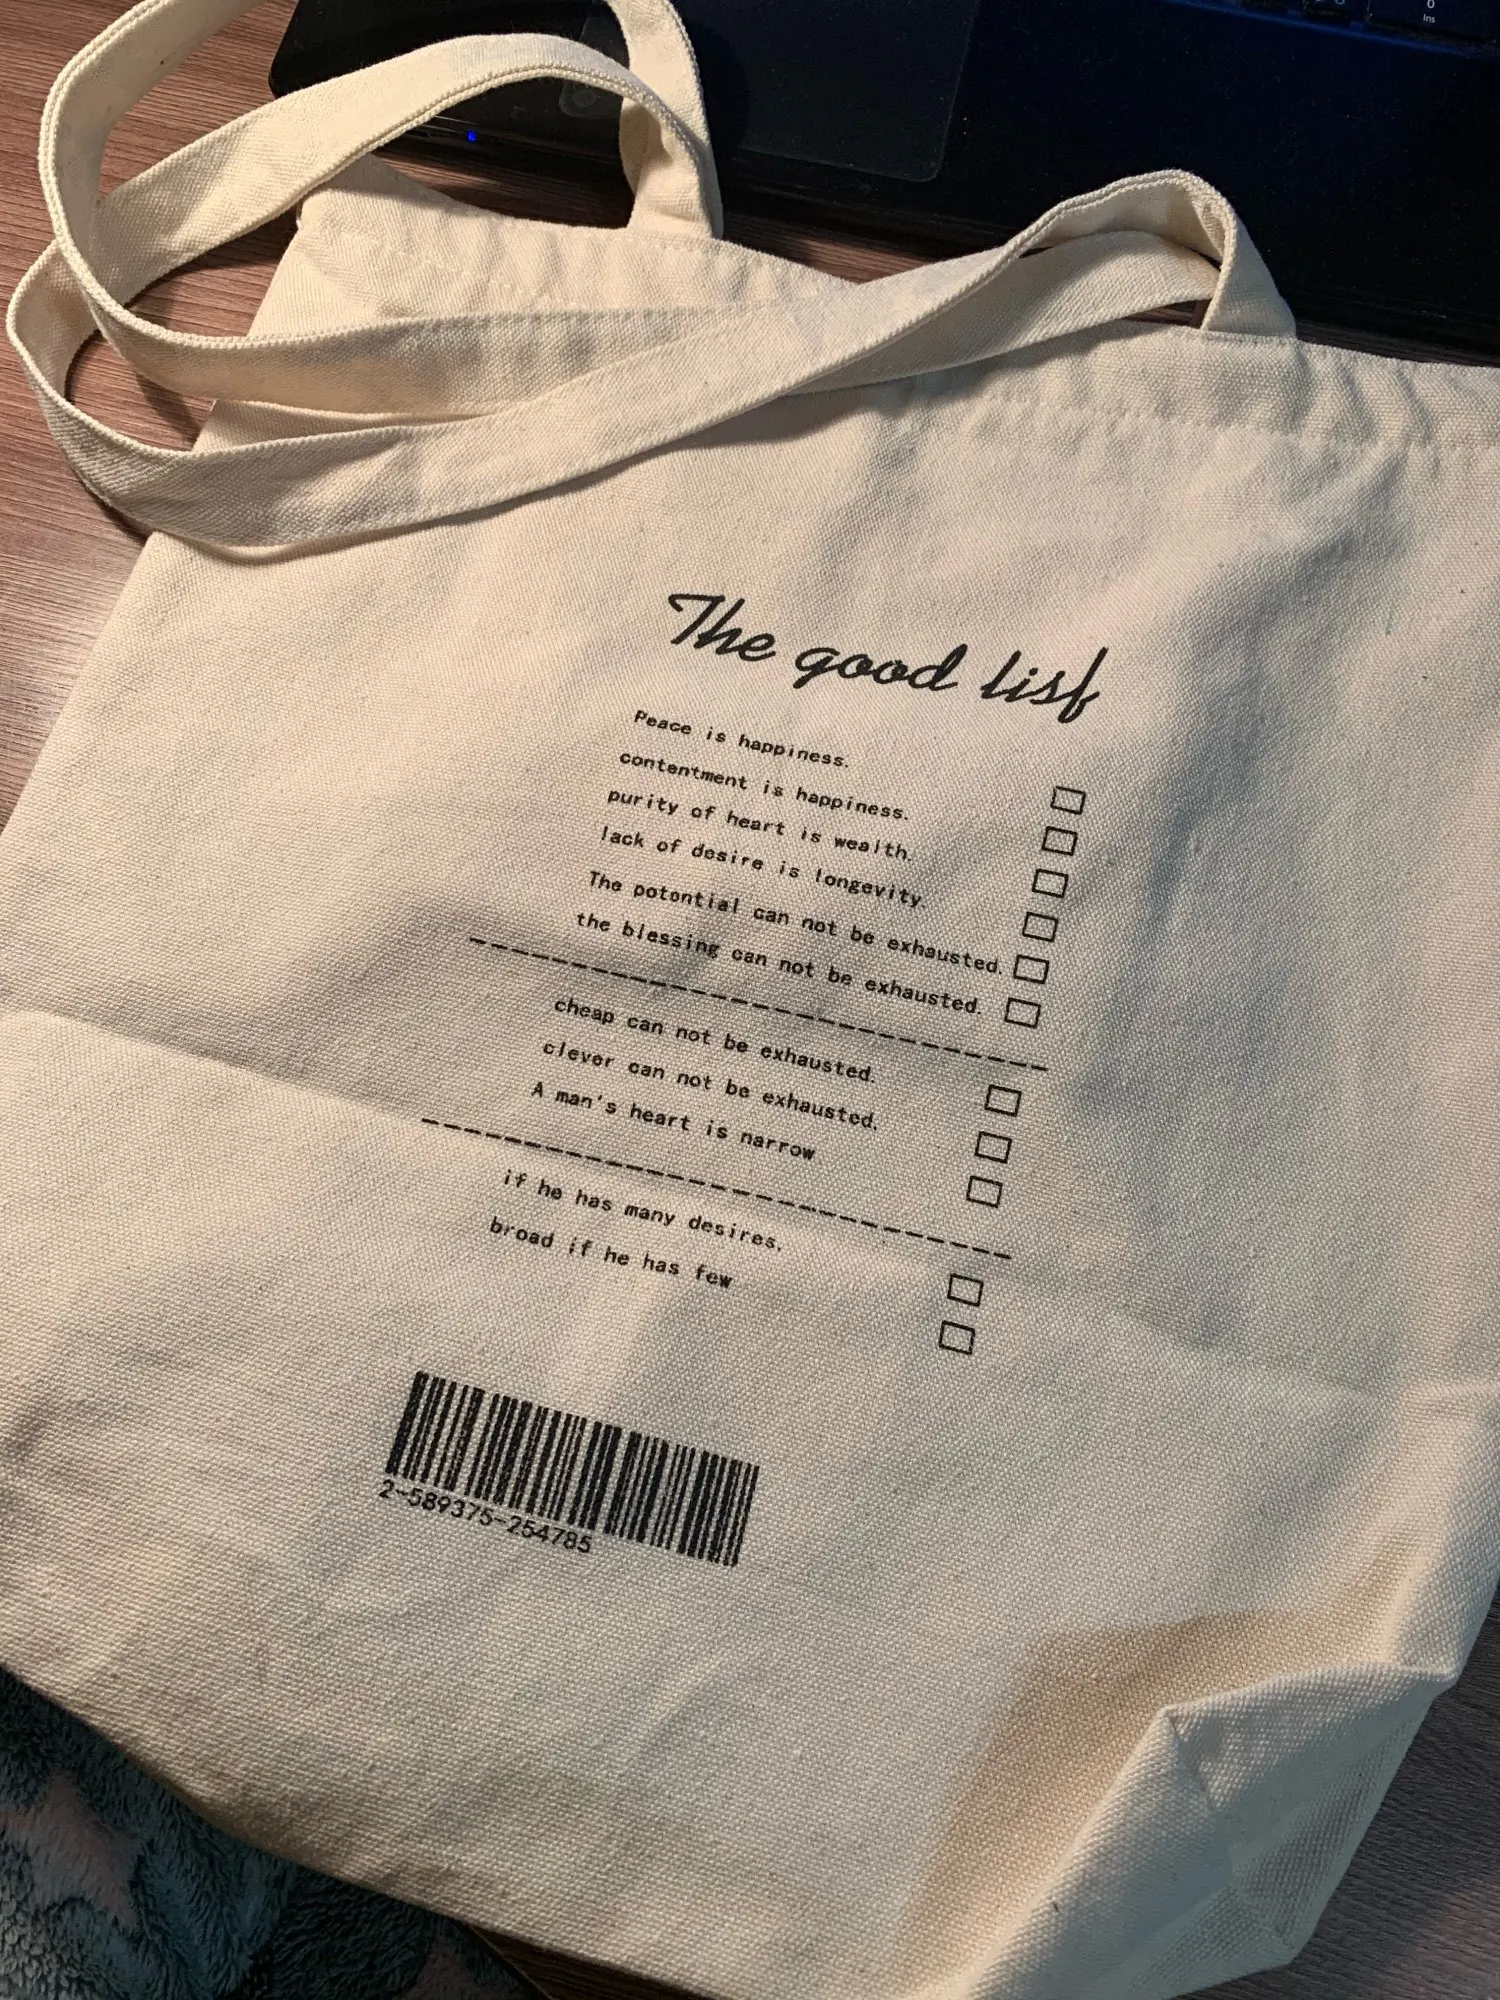 0
Ins
The good list
Peace is happiness.
contentment is happiness.
purity of heart is wealth.
lack of desire is longevity.
The potential can not be exhausted.
the blessing can not be exhausted.
cheap can not be exhausted.
clever can not be exhausted.
A man's heart is narrow
if he has many desires,
broad if he has few
2-589375-254785